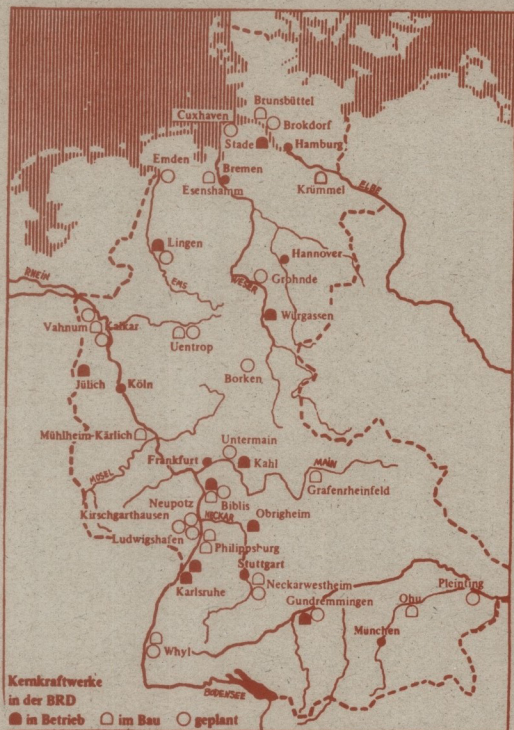 Brunsbüttel
Cuxhaven
Brokdorf
Stade
Hamburg
Emden
Bremen
Esenshamm
Krümmel
ELBE
Lingen
Hannover
RHEIN
EMS
WESER
Grohnde
Vahnum
Kalkar
Würgassen
Uentrop
Jülich
Köln
Borken
Mühlheim-Kärlich
Untermain
Frankfurt
Kahl
MAIN
MOSEL
Grafenrheinfeld
Biblis
Neupotz
Kirschgarthausen
NECKAR
Obrigheim
Ludwigshafen
Philippsburg
Stuttgart
Karlsruhe
Neckarwestheim
Gundremmingen
Pleinting
Ohu
München
Whyl
BODENSEE
Kernkraftwerke
in der BRD
in Betrieb im Bau geplant